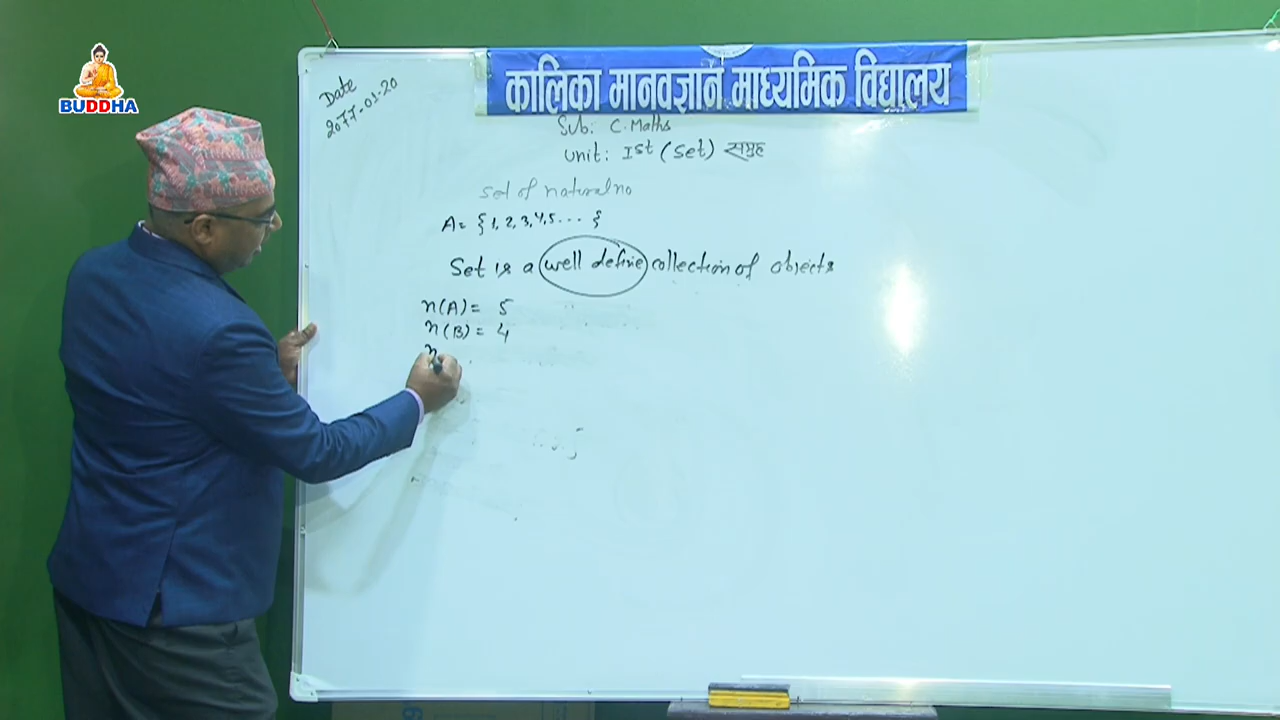 BUDDHA
कालिका मानवज्ञान माध्यमिक विद्यालय
Date
2077-01-20
Sub: C. Maths
Unit: Ist (Set) समुह
set of natural no
A = {1, 2, 3, 4, 5 ... }
Set is a well define collection of objects
n(A) = 5
n(B) = 4
n